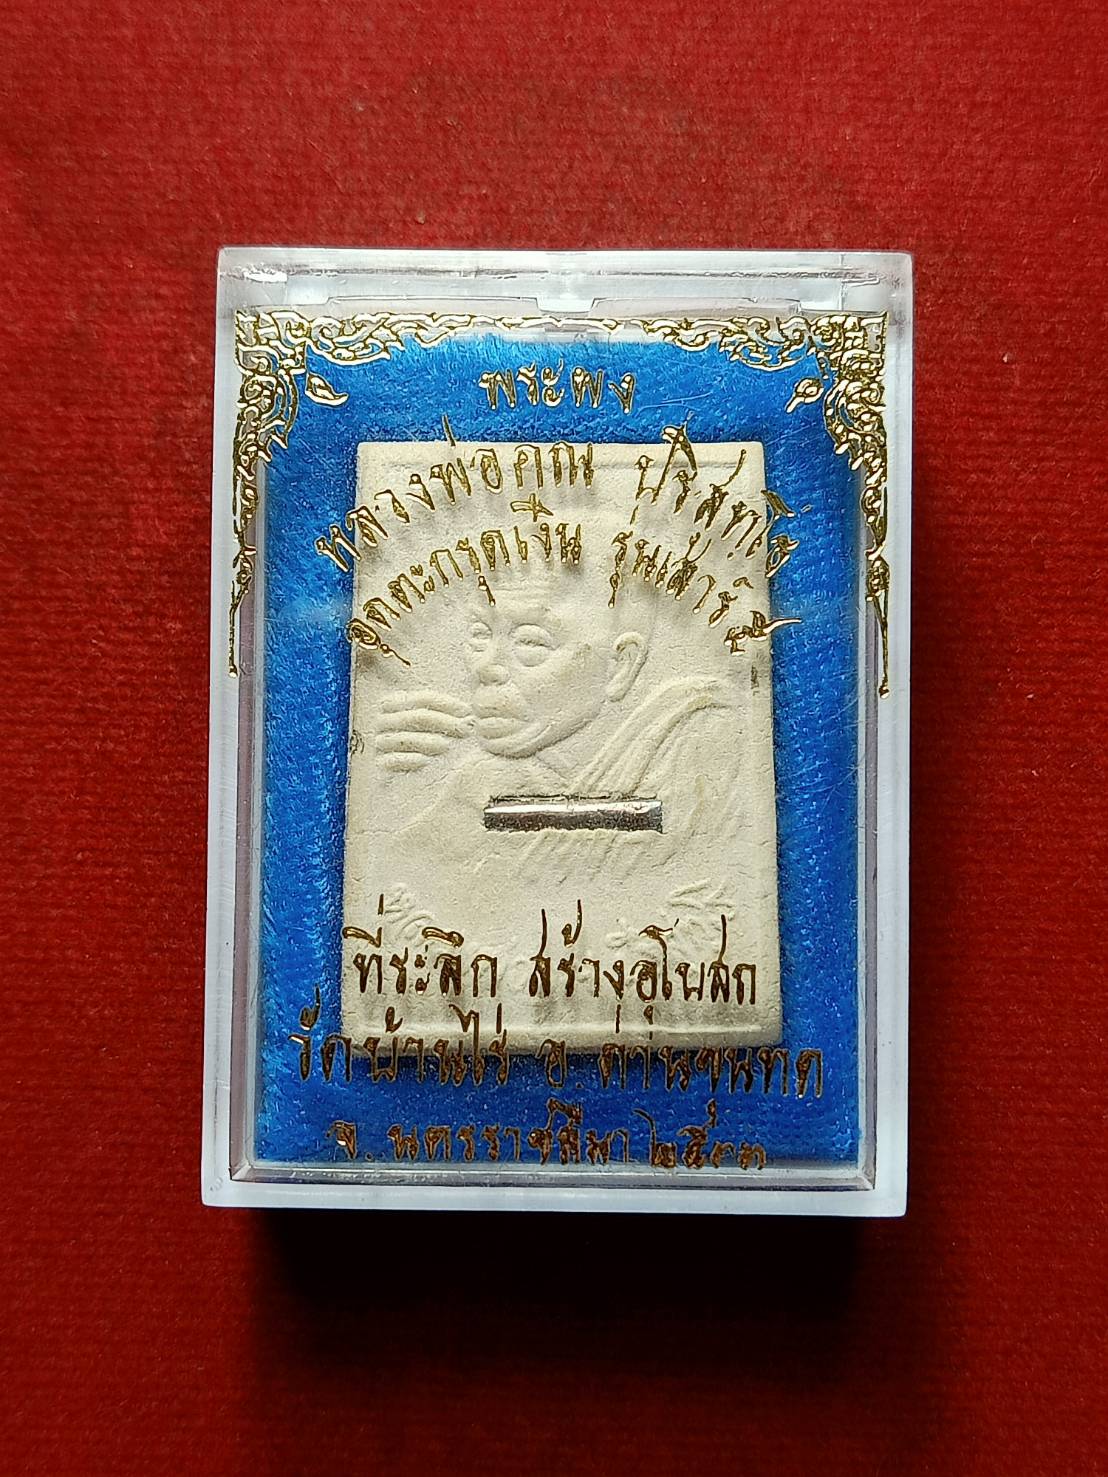 พระผง
หลวงพ่อคูณ ปริสุทฺโธ
อุดตะกรุดเงิน รุ่นเสาร์ ๕
ที่ระลึก สร้างอุโบสถ
วัดบ้านไร่ อ.ด่านขุนทด
จ.นครราชสีมา ๒๕๓๓